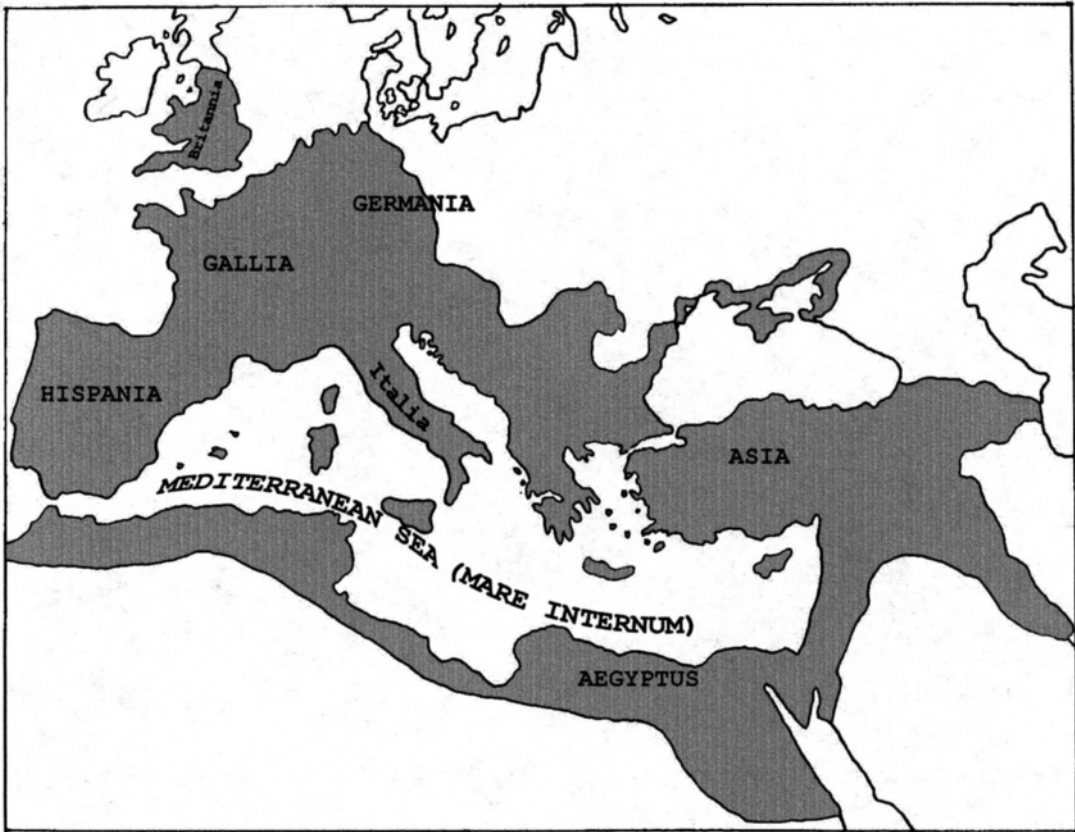 Britannia
GERMANIA
GALLIA
HISPANIA
Italia
ASIA
MEDITERRANEAN SEA (MARE INTERNUM)
AEGYPTUS